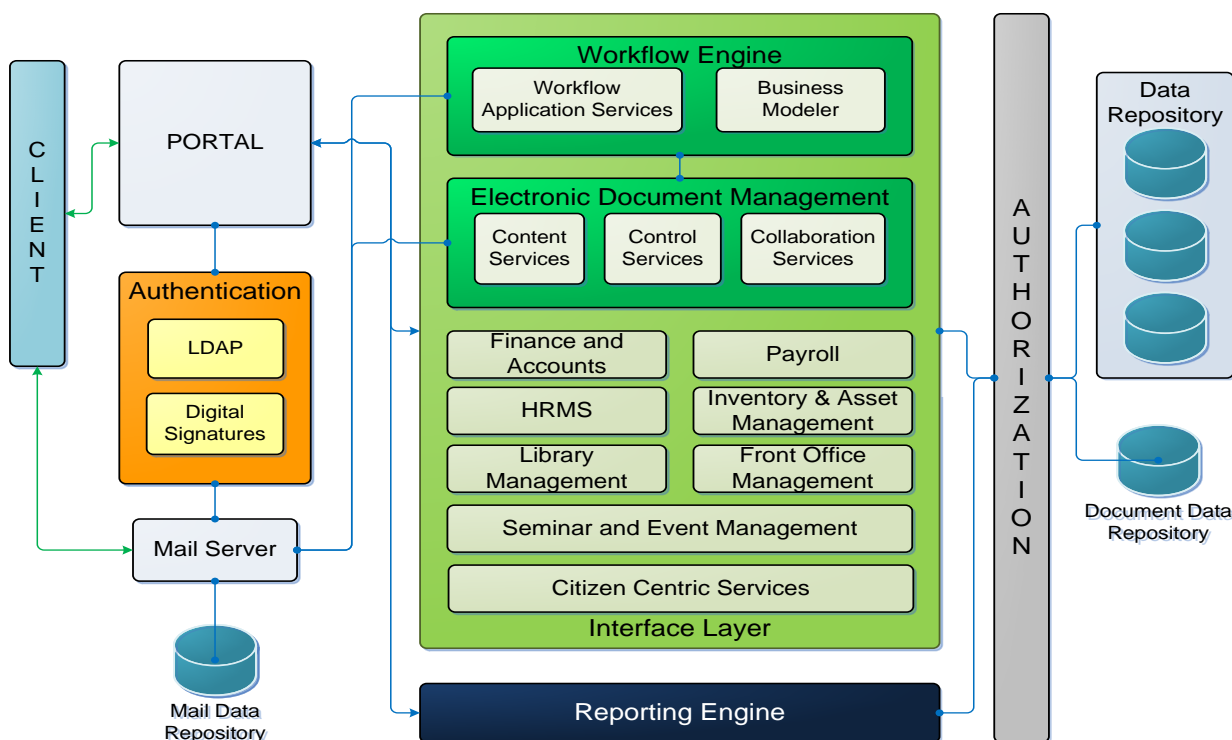 CLIENT
PORTAL
Authentication
LDAP
Digital
Signatures
Mail Server
Mail Data
Repository
Workflow Engine
Workflow
Application Services
Business
Modeler
Electronic Document Management
Content
Services
Control
Services
Collaboration
Services
Finance and
Accounts
Payroll
HRMS
Inventory & Asset
Management
Library
Management
Front Office
Management
Seminar and Event Management
Citizen Centric Services
Interface Layer
Reporting Engine
AUTHORIZATION
Data
Repository
Document Data
Repository